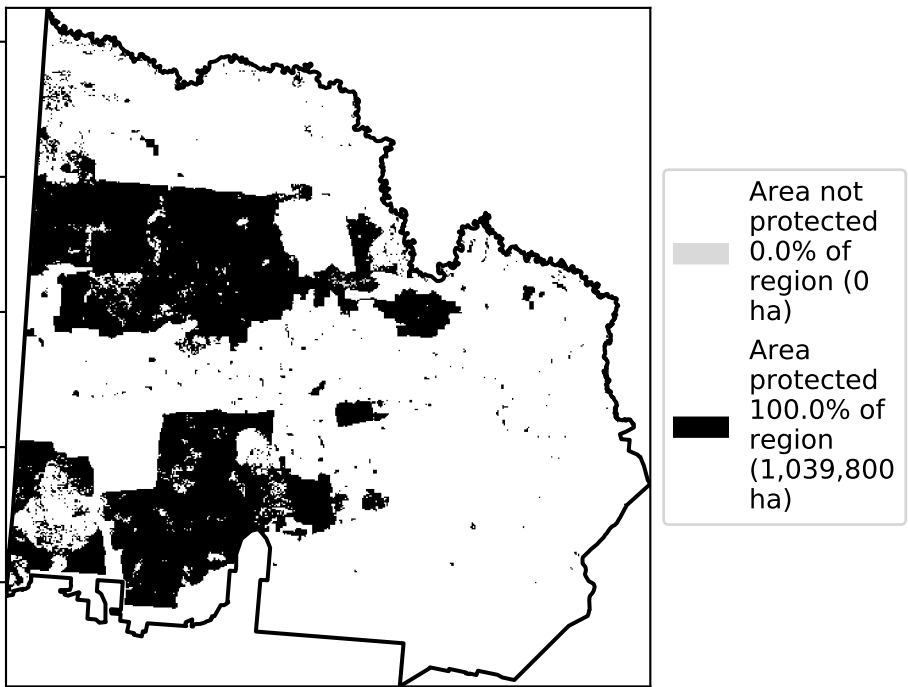 Area not
protected
0.0% of
region (0
ha)
Area
protected
100.0% of
region
(1,039,800
ha)